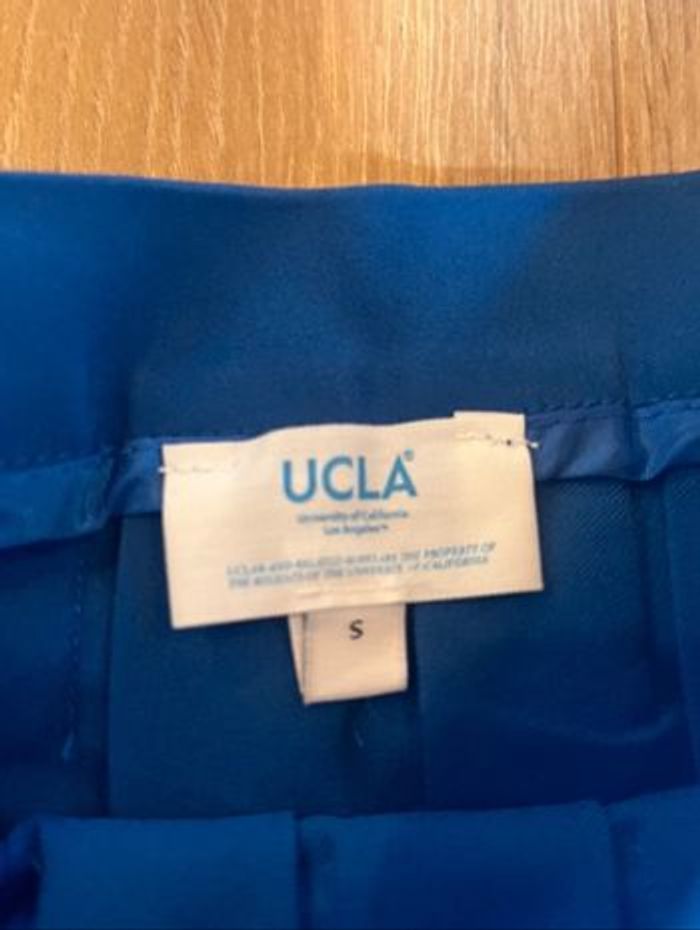 UCLA®
University of California
Los Angeles™
UCLA® AND RELATED MARKS ARE THE PROPERTY OF
THE REGENTS OF THE UNIVERSITY OF CALIFORNIA
S